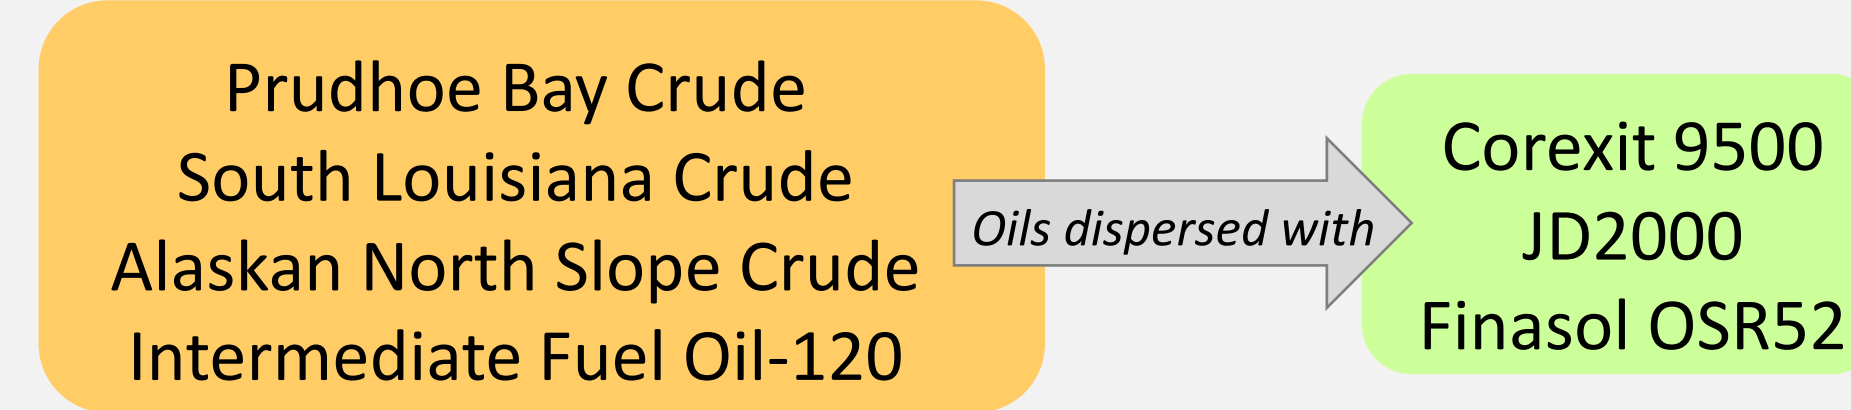 Prudhoe Bay Crude
South Louisiana Crude
Alaskan North Slope Crude
Intermediate Fuel Oil-120
Oils dispersed with
Corexit 9500
JD2000
Finasol OSR52